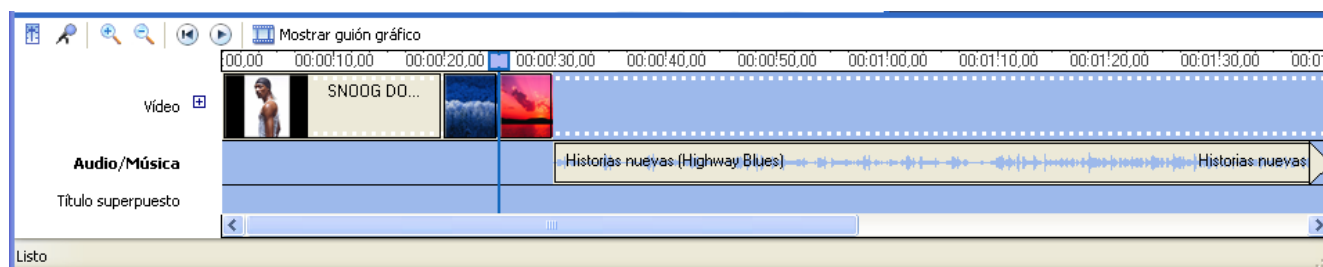 Mostrar guión gráfico
00,00 00:00:10,00 00:00:20,00 00:00:30,00 00:00:40,00 00:00:50,00 00:01:00,00 00:01:10,00 00:01:20,00 00:01:30,00 00:0
Vídeo SNOOG DO...
Audio/Música Historias nuevas (Highway Blues) Historias nuevas
Título superpuesto
Listo